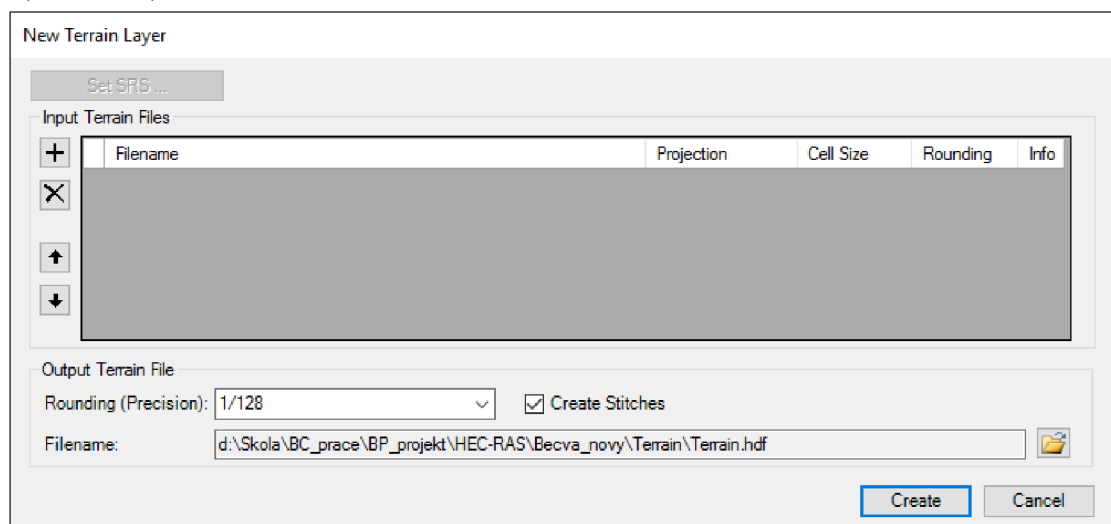 New Terrain Layer
Set SRS ...
Input Terrain Files
Filename Projection Cell Size Rounding Info
Output Terrain File
Rounding (Precision): 1/128 Create Stitches
Filename: d:\Skola\BC_prace\BP_projekt\HEC-RAS\Becva_novy\Terrain\Terrain.hdf
Create Cancel